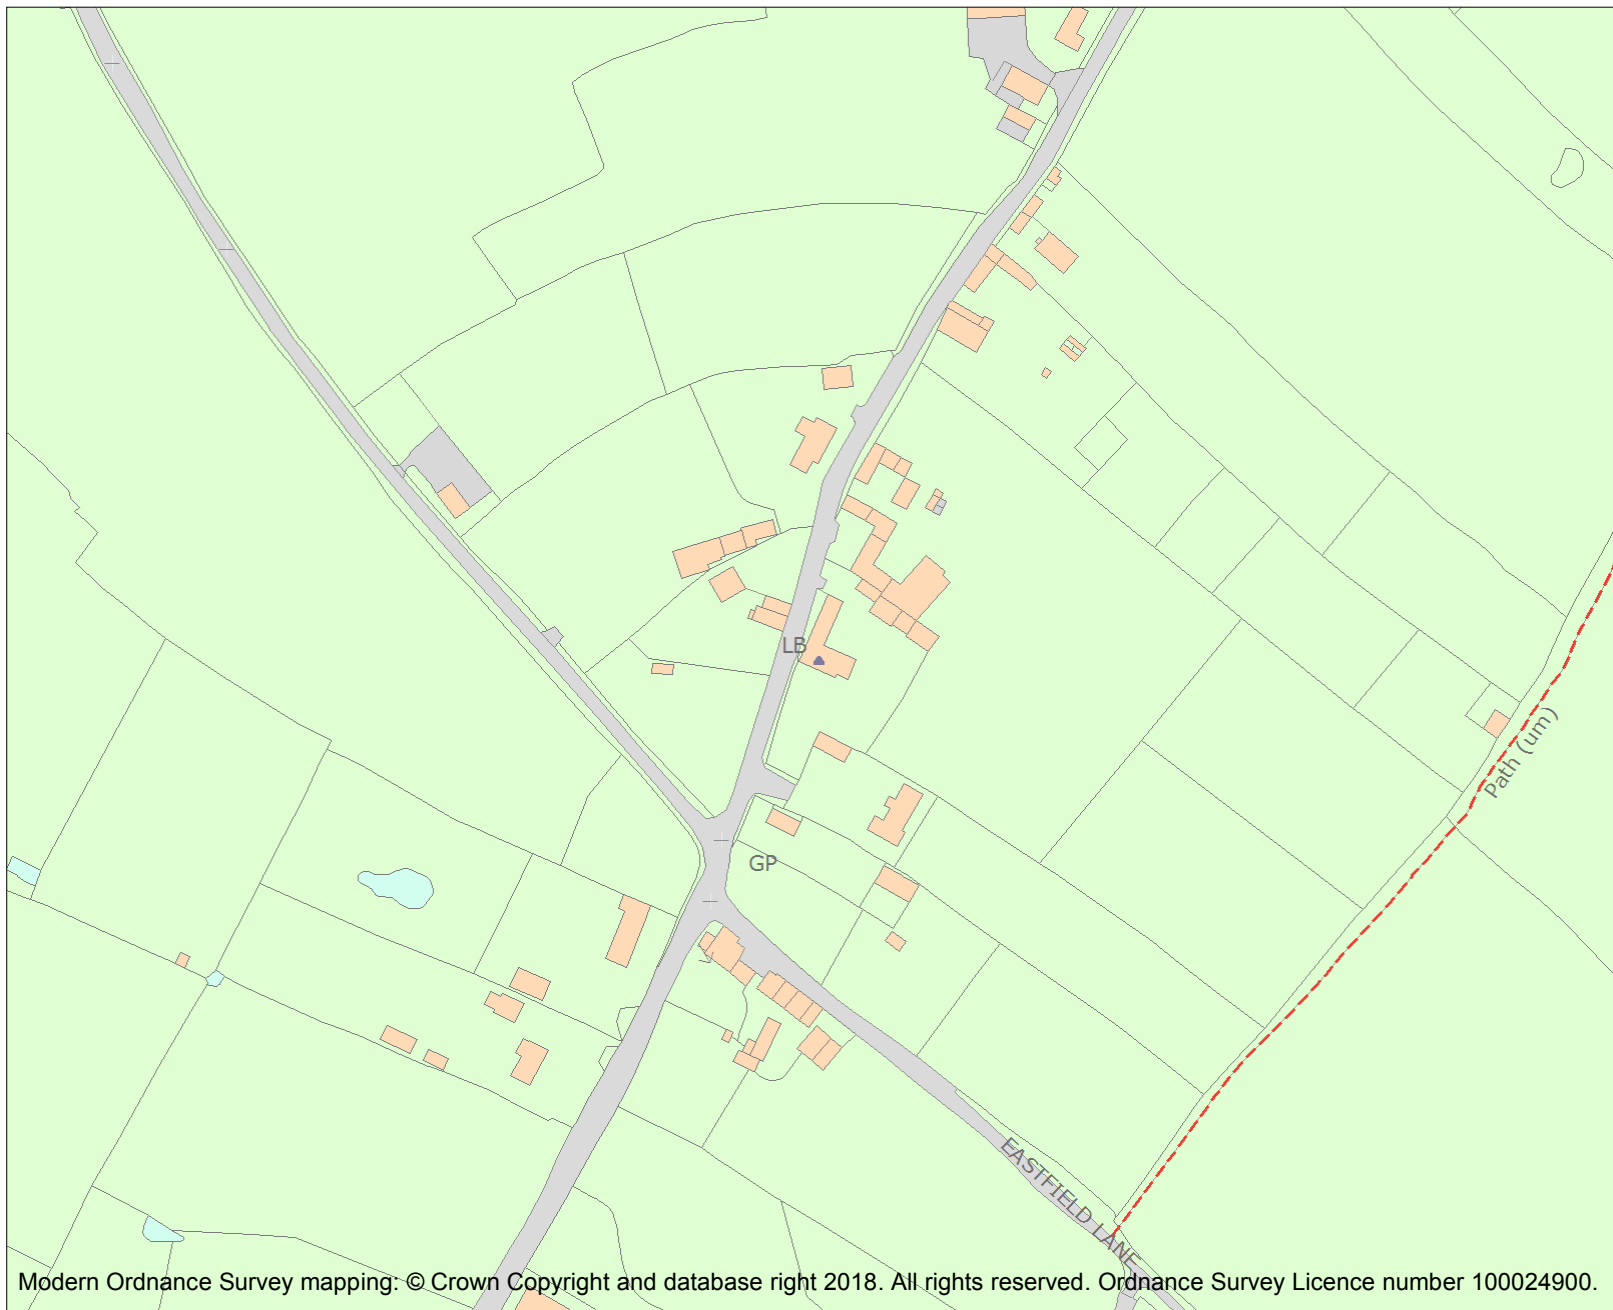 LB
Path (um)
GP
EASTFIELD LANE
Modern Ordnance Survey mapping: © Crown Copyright and database right 2018. All rights reserved. Ordnance Survey Licence number 100024900.